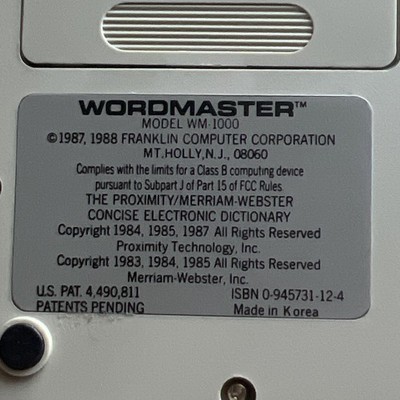 WORDMASTER™
MODEL WM-1000
©1987, 1988 FRANKLIN COMPUTER CORPORATION
MT. HOLLY, N.J., 08060
Complies with the limits for a Class B computing device
pursuant to Subpart J of Part 15 of FCC Rules.
THE PROXIMITY/MERRIAM-WEBSTER
CONCISE ELECTRONIC DICTIONARY
Copyright 1984, 1985, 1987 All Rights Reserved
Proximity Technology, Inc.
Copyright 1983, 1984, 1985 All Rights Reserved
Merriam-Webster, Inc.
U.S. PAT. 4,490,811 ISBN 0-945731-12-4
PATENTS PENDING Made in Korea